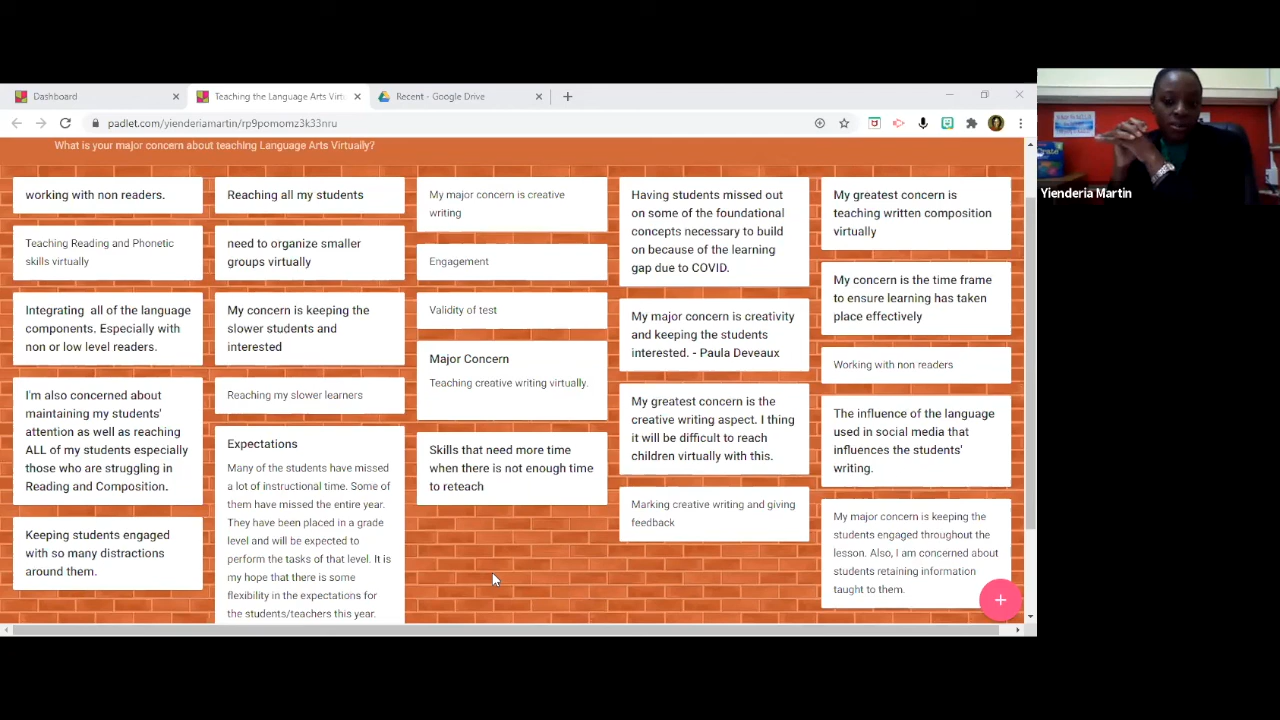 Dashboard
Teaching the Language Arts Virtu
Recent - Google Drive
padlet.com/yienderiamartin/rp9pomomz3k33nru
What is your major concern about teaching Language Arts Virtually?
working with non readers.
Teaching Reading and Phonetic
skills virtually
Integrating all of the language
components. Especially with
non or low level readers.
I'm also concerned about
maintaining my students'
attention as well as reaching
ALL of my students especially
those who are struggling in
Reading and Composition.
Keeping students engaged
with so many distractions
around them.
Reaching all my students
need to organize smaller
groups virtually
My concern is keeping the
slower students and
interested
Reaching my slower learners
Expectations
Many of the students have missed
a lot of instructional time. Some of
them have missed the entire year.
They have been placed in a grade
level and will be expected to
perform the tasks of that level. It is
my hope that there is some
flexibility in the expectations for
the students/teachers this year.
My major concern is creative
writing
Engagement
Validity of test
Major Concern
Teaching creative writing virtually.
Skills that need more time
when there is not enough time
to reteach
Having students missed out
on some of the foundational
concepts necessary to build
on because of the learning
gap due to COVID.
My major concern is creativity
and keeping the students
interested. - Paula Deveaux
My greatest concern is the
creative writing aspect. I thing
it will be difficult to reach
children virtually with this.
Marking creative writing and giving
feedback
My greatest concern is
teaching written composition
virtually
My concern is the time frame
to ensure learning has taken
place effectively
Working with non readers
The influence of the language
used in social media that
influences the students'
writing.
My major concern is keeping the
students engaged throughout the
lesson. Also, I am concerned about
students retaining information
taught to them.
Yienderia Martin